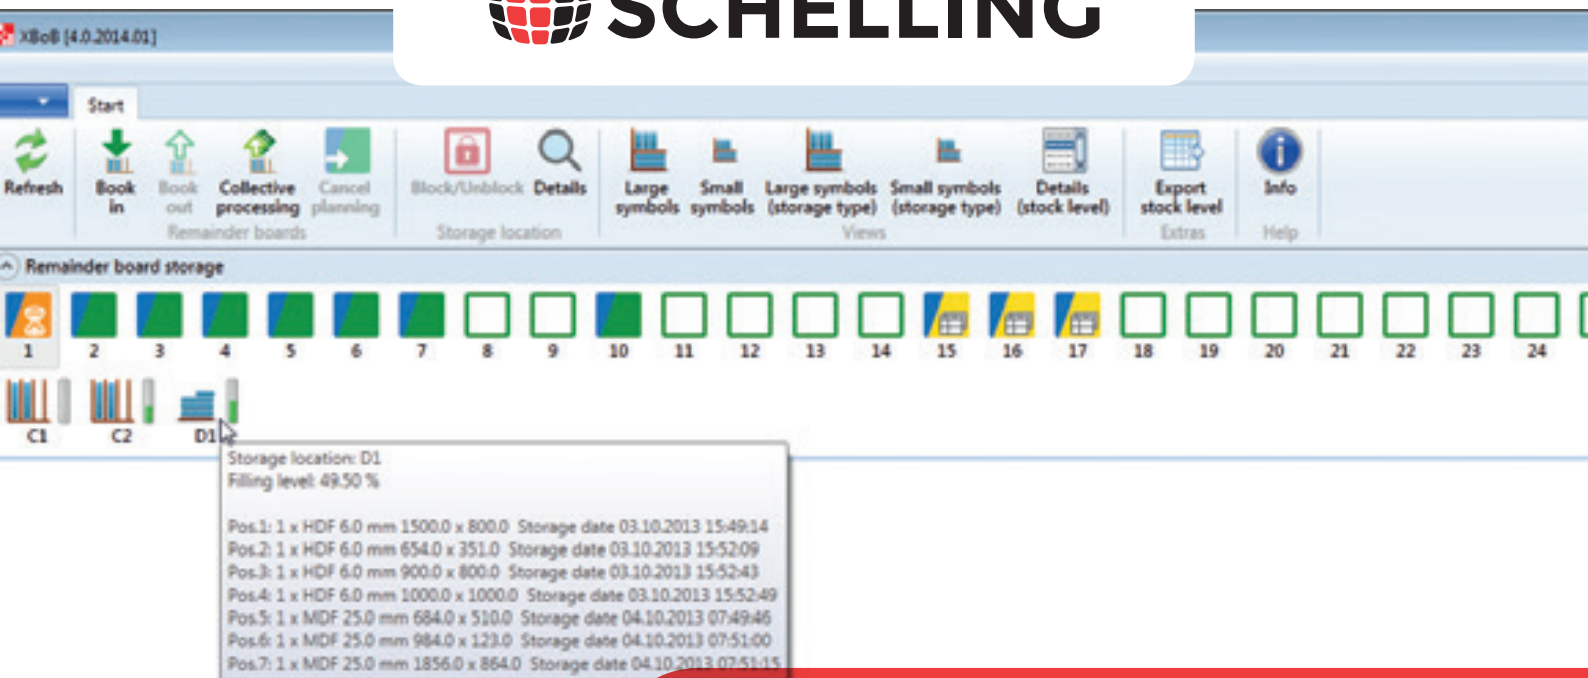 SCHELLING
XBoB [4.0.2014.01]
Start
Refresh
Book in
Book out
Collective processing
Cancel planning
Block/Unblock
Details
Large symbols
Small symbols
Large symbols (storage type)
Small symbols (storage type)
Details (stock level)
Export stock level
Info
Remainder boards
Storage location
Views
Extras
Help
Remainder board storage
1 2 3 4 5 6 7 8 9 10 11 12 13 14 15 16 17 18 19 20 21 22 23 24
C1 C2 D1
Storage location: D1
Filling level: 49.50 %
Pos.1: 1 x HDF 6.0 mm 1500.0 x 800.0 Storage date 03.10.2013 15:49:14
Pos.2: 1 x HDF 6.0 mm 654.0 x 351.0 Storage date 03.10.2013 15:52:09
Pos.3: 1 x HDF 6.0 mm 900.0 x 800.0 Storage date 03.10.2013 15:52:43
Pos.4: 1 x HDF 6.0 mm 1000.0 x 1000.0 Storage date 03.10.2013 15:52:49
Pos.5: 1 x MDF 25.0 mm 684.0 x 510.0 Storage date 04.10.2013 07:49:46
Pos.6: 1 x MDF 25.0 mm 984.0 x 123.0 Storage date 04.10.2013 07:51:00
Pos.7: 1 x MDF 25.0 mm 1856.0 x 864.0 Storage date 04.10.2013 07:51:15